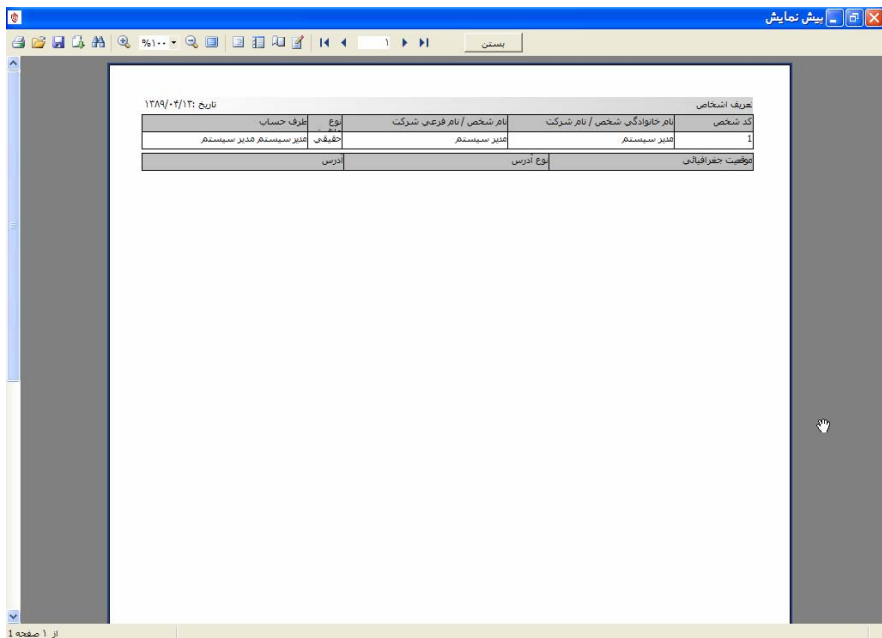 پیش نمایش
%۱۰۰
۱
بستن
تعریف اشخاص تاریخ :۱۳۸۹/۰۴/۱۳
کد شخص نام خانوادگی شخص / نام شرکت نام شخص / نام فرعی شرکت نوع طرف حساب
1 مدیر سیستم مدیر سیستم حقیقی مدیر سیستم مدیر سیستم
موقعیت جغرافیائی نوع آدرس آدرس
1 از ۱ صفحه